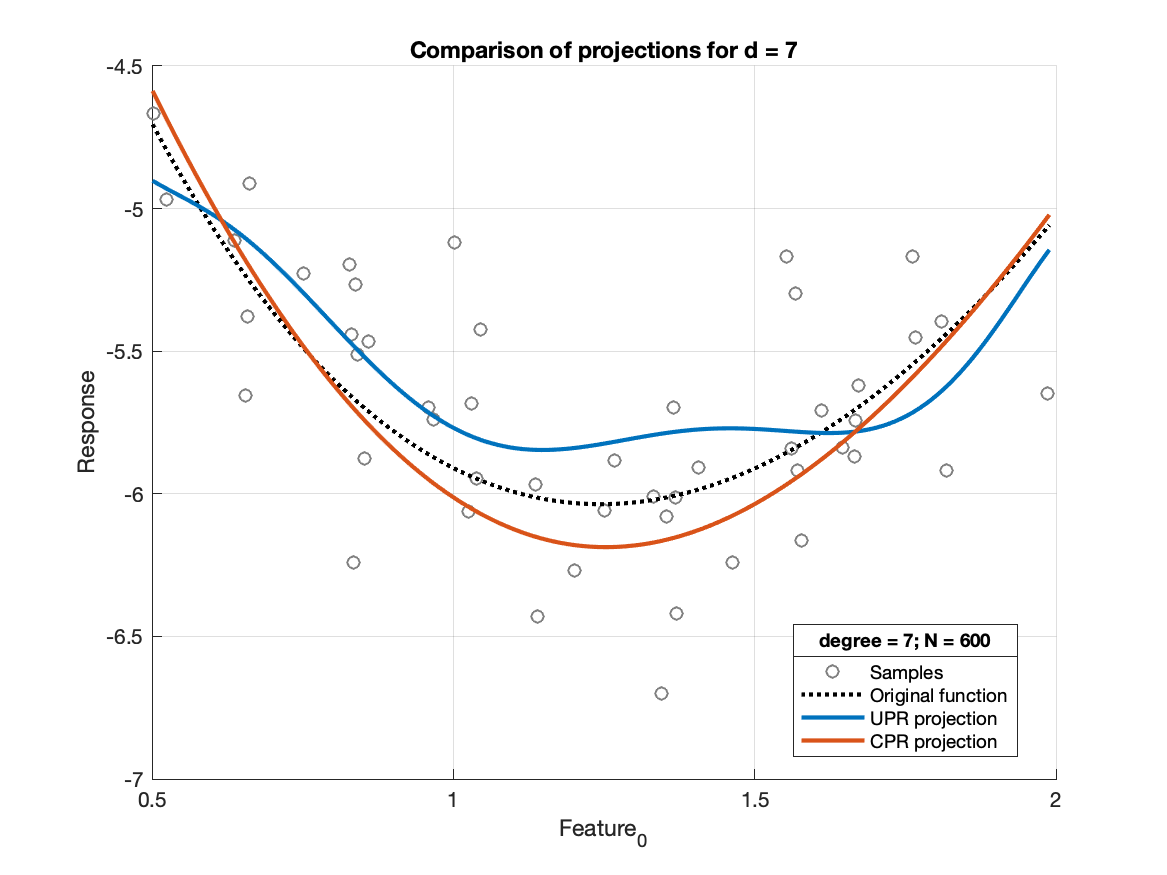 Comparison of projections for d = 7
-4.5
-5
-5.5
-6
-6.5
-7
Response
0.5
1
1.5
2
Feature0
degree = 7; N = 600
Samples
Original function
UPR projection
CPR projection